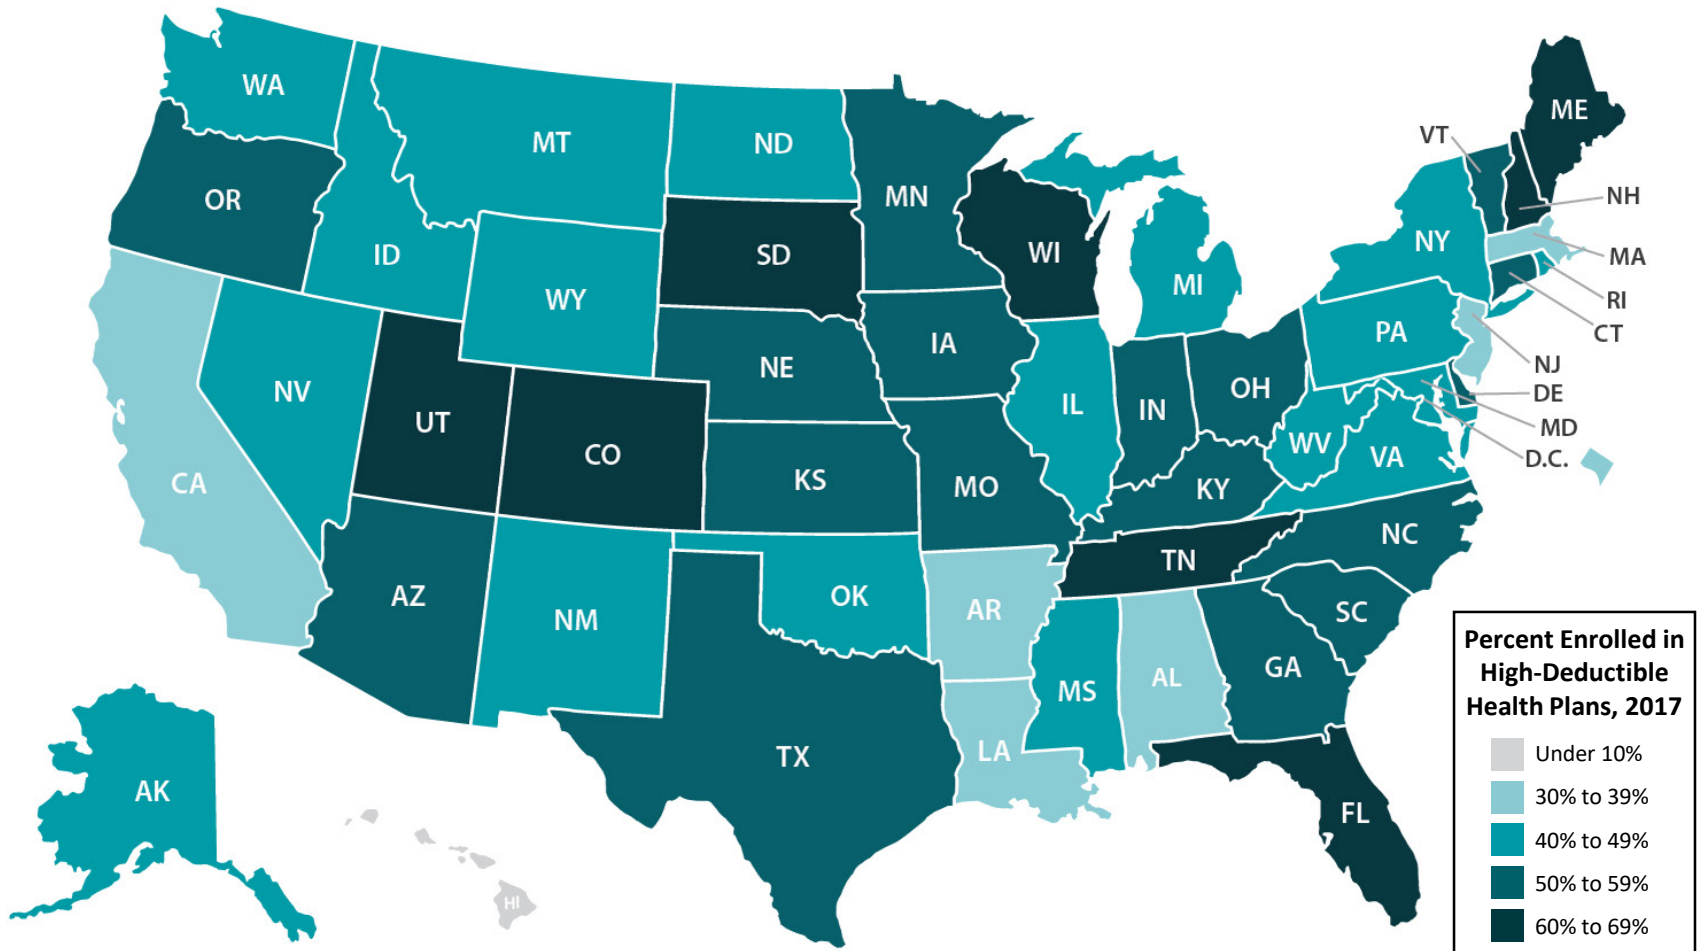 WA
MT
ND
OR
ID
WY
SD
MN
WI
MI
NY
ME
VT
NH
MA
RI
CT
NJ
DE
MD
D.C.
PA
NV
UT
CO
NE
IA
IL
IN
OH
WV
VA
CA
KS
MO
KY
NC
TN
AZ
NM
OK
AR
SC
MS
AL
GA
TX
LA
FL
AK
HI
Percent Enrolled in
High-Deductible
Health Plans, 2017
Under 10%
30% to 39%
40% to 49%
50% to 59%
60% to 69%